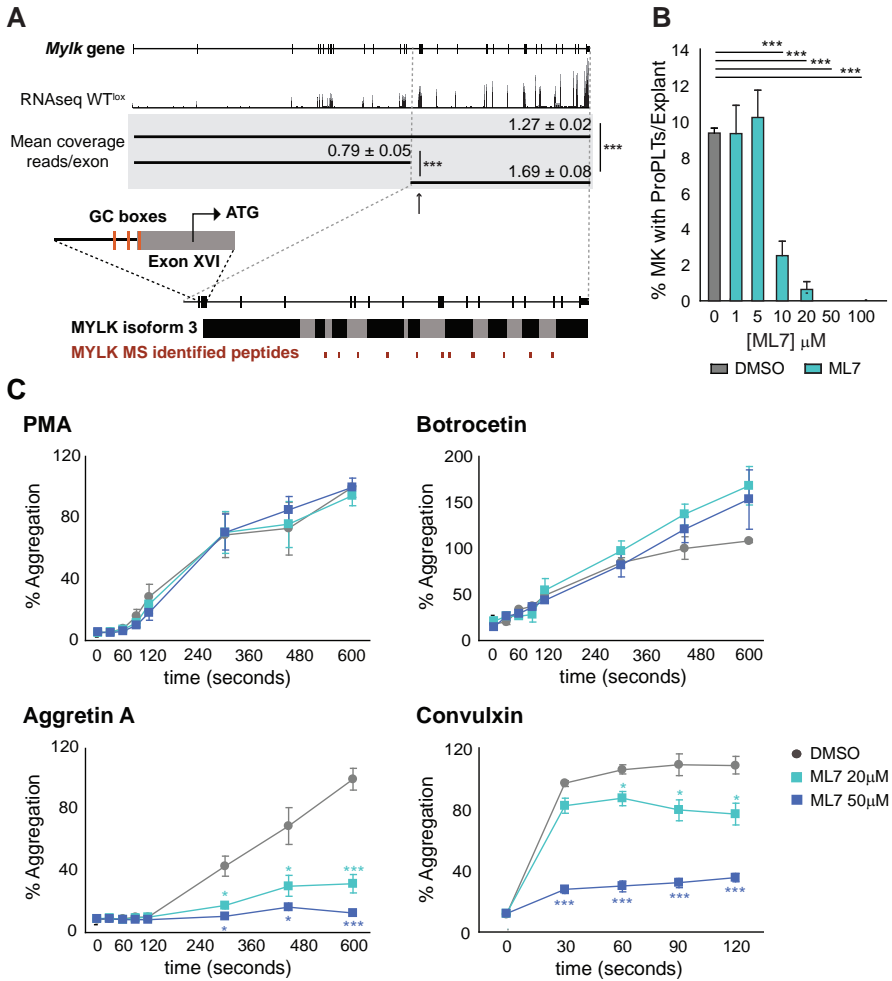 A
Mylk gene
RNAseq WTlox
Mean coverage
reads/exon
1.27 ± 0.02
0.79 ± 0.05
***
***
1.69 ± 0.08
GC boxes
ATG
Exon XVI
MYLK isoform 3
MYLK MS identified peptides
B
% MK with ProPLTs/Explant
14
12
10
8
6
4
2
0
***
***
***
***
0 1 5 10 20 50 100
[ML7] µM
DMSO ML7
C
PMA
% Aggregation
120
80
40
0
0 60 120 240 360 480 600
time (seconds)
Botrocetin
% Aggregation
200
150
100
50
0
0 60 120 240 360 480 600
time (seconds)
Aggretin A
% Aggregation
120
80
40
0
* * ***
* * ***
0 60 120 240 360 480 600
time (seconds)
Convulxin
% Aggregation
120
80
40
0
* * *
*** *** *** ***
0 30 60 90 120
time (seconds)
DMSO
ML7 20µM
ML7 50µM